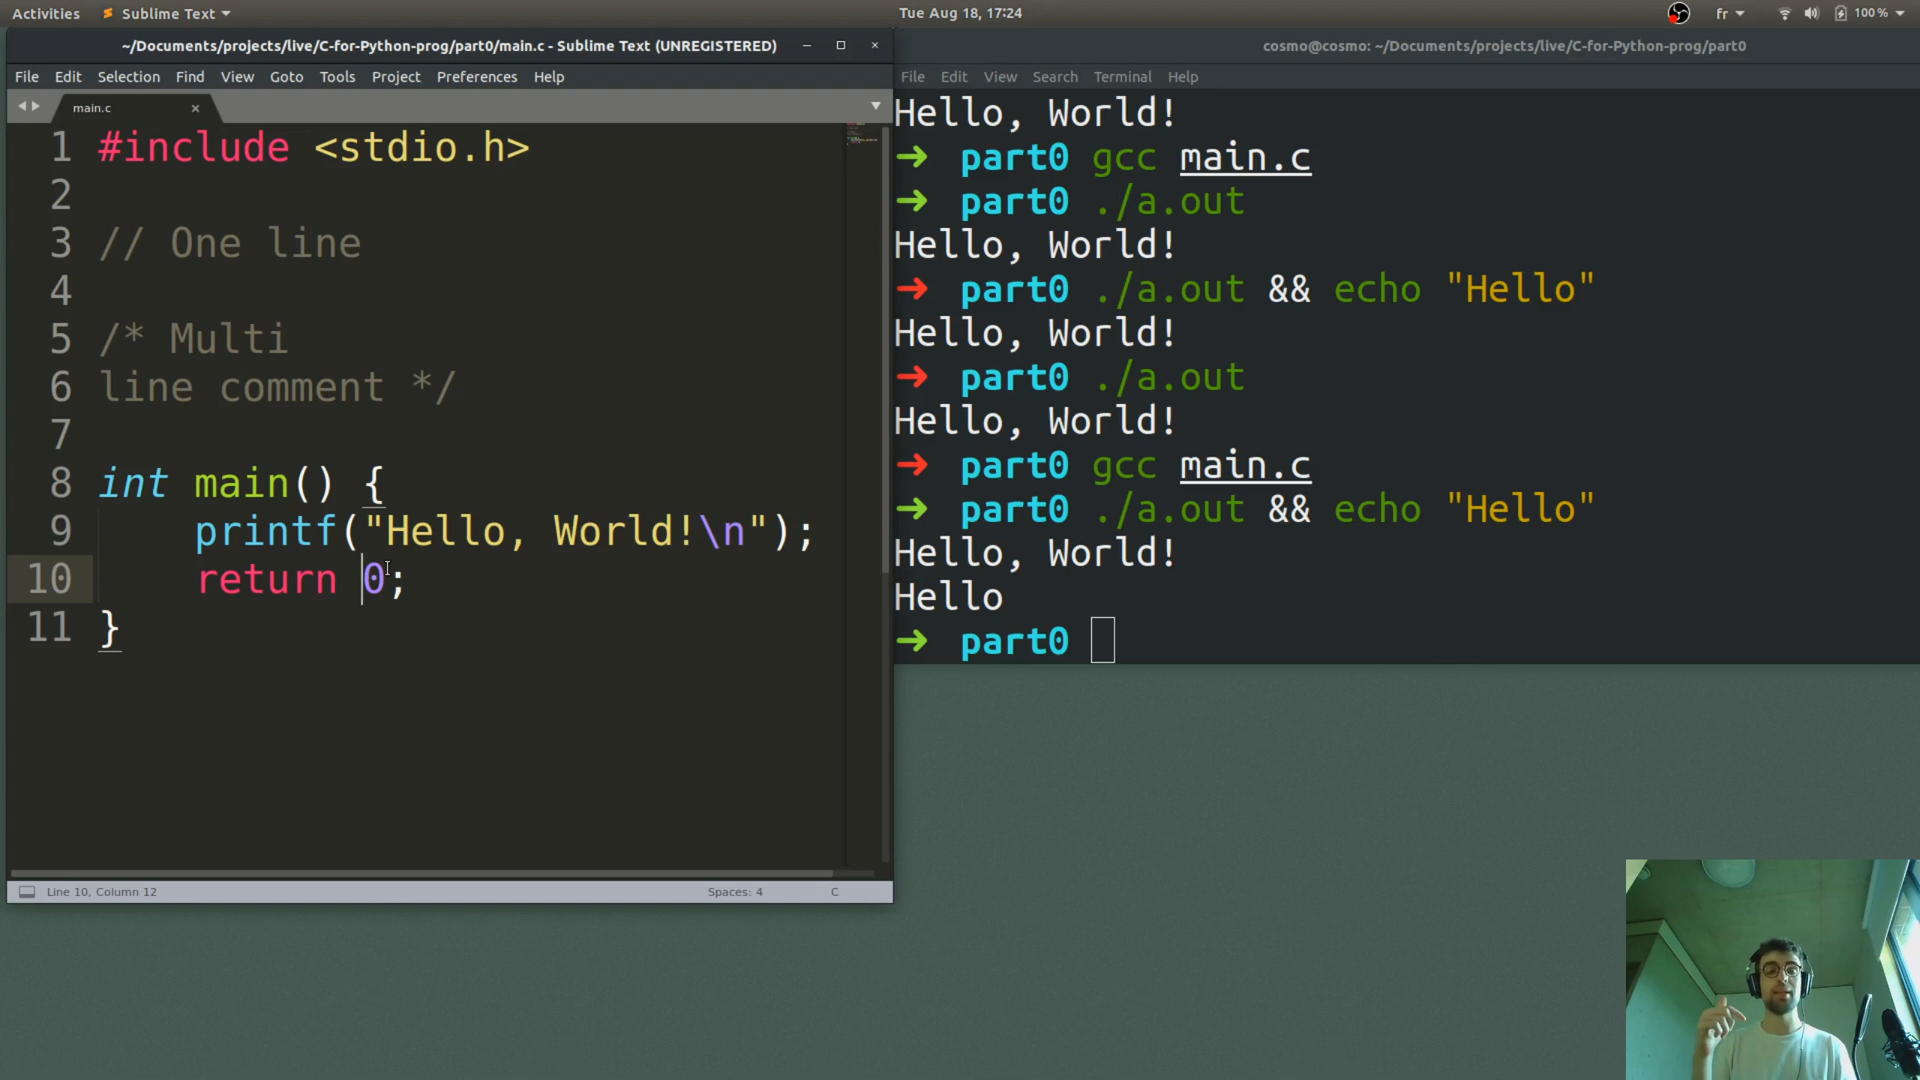 Activities Sublime Text Tue Aug 18, 17:24 fr 100 %
~/Documents/projects/live/C-for-Python-prog/part0/main.c - Sublime Text (UNREGISTERED)
File Edit Selection Find View Goto Tools Project Preferences Help
main.c
1 #include <stdio.h>
2
3 // One line
4
5 /* Multi
6 line comment */
7
8 int main() {
9 printf("Hello, World!\n");
10 return 0;
11 }
Line 10, Column 12 Spaces: 4 C
cosmo@cosmo: ~/Documents/projects/live/C-for-Python-prog/part0
File Edit View Search Terminal Help
Hello, World!
➜ part0 gcc main.c
➜ part0 ./a.out
Hello, World!
➜ part0 ./a.out && echo "Hello"
Hello, World!
➜ part0 ./a.out
Hello, World!
➜ part0 gcc main.c
➜ part0 ./a.out && echo "Hello"
Hello, World!
Hello
➜ part0